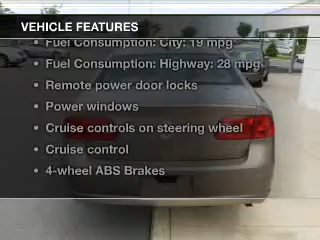 VEHICLE FEATURES
• Fuel Consumption: City: 19 mpg
• Fuel Consumption: Highway: 28 mpg
• Remote power door locks
• Power windows
• Cruise controls on steering wheel
• Cruise control
• 4-wheel ABS Brakes